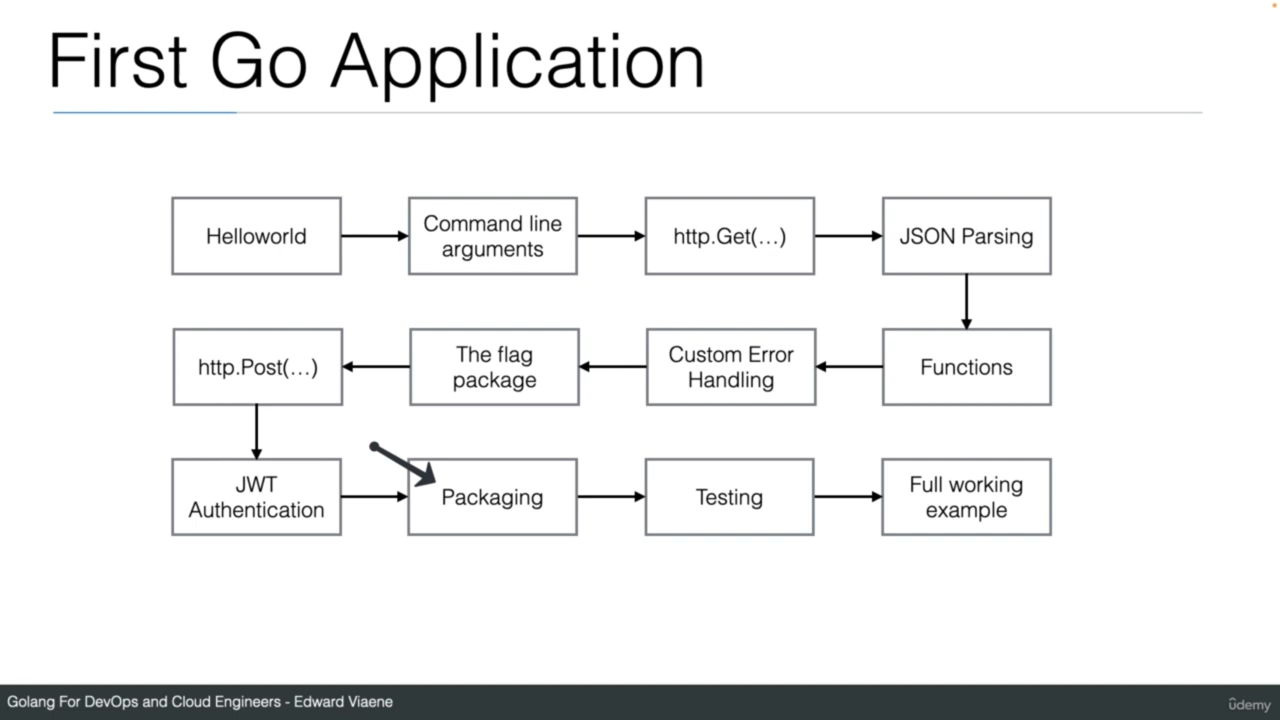 First Go Application
Helloworld
Command line
arguments
http.Get(…)
JSON Parsing
Functions
Custom Error
Handling
The flag
package
http.Post(…)
JWT
Authentication
Packaging
Testing
Full working
example
Golang For DevOps and Cloud Engineers - Edward Viaene
ûdemy